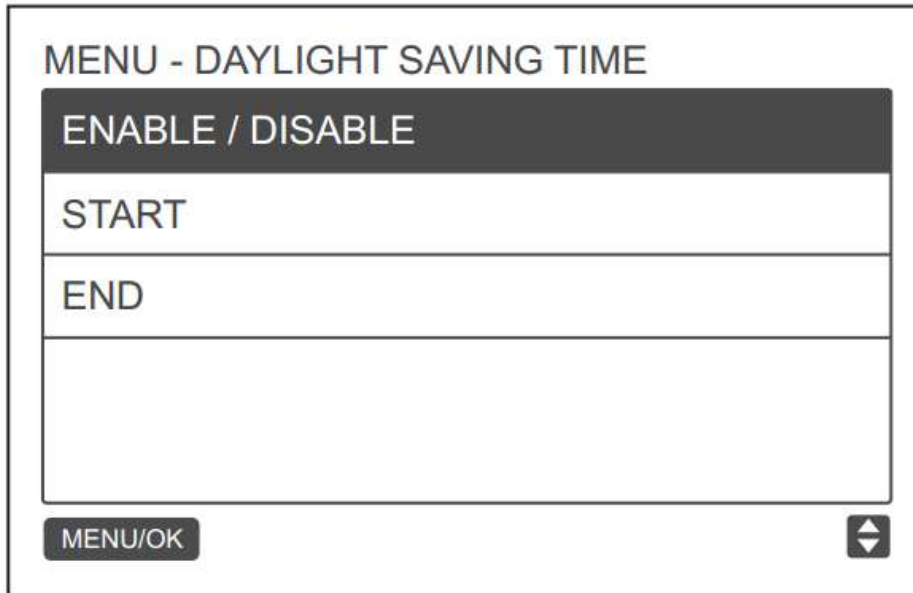 MENU - DAYLIGHT SAVING TIME
ENABLE / DISABLE
START
END
MENU/OK